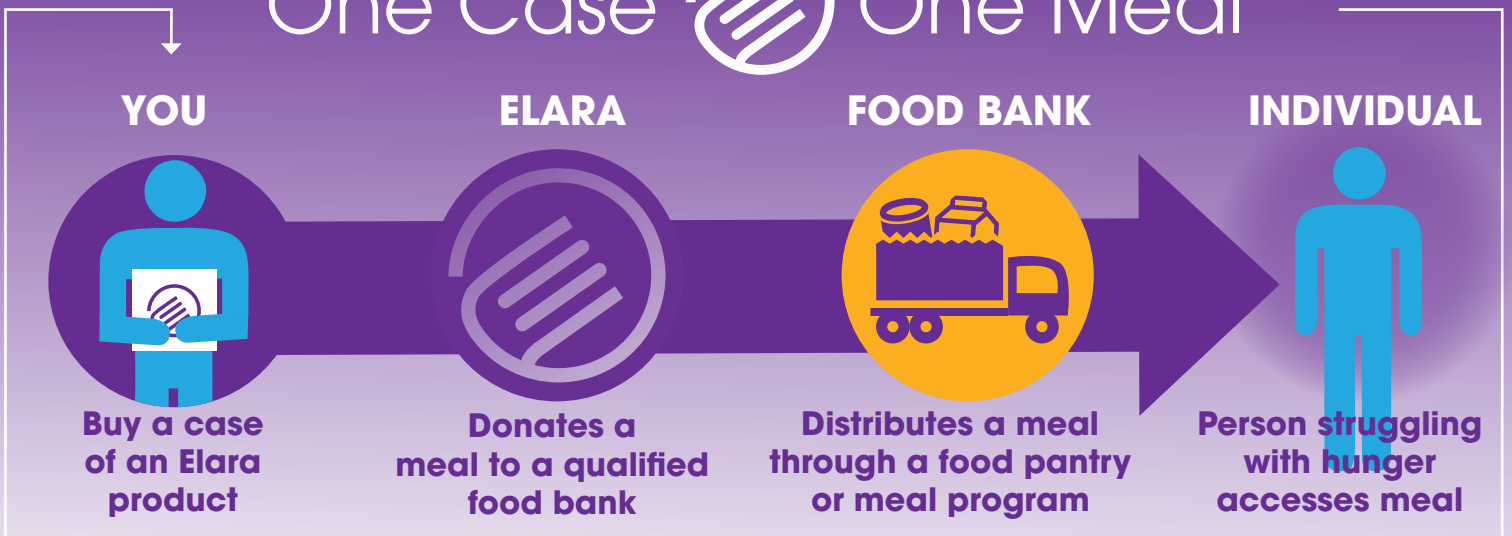 One Case One Meal
YOU
Buy a case
of an Elara
product
ELARA
Donates a
meal to a qualified
food bank
FOOD BANK
Distributes a meal
through a food pantry
or meal program
INDIVIDUAL
Person struggling
with hunger
accesses meal